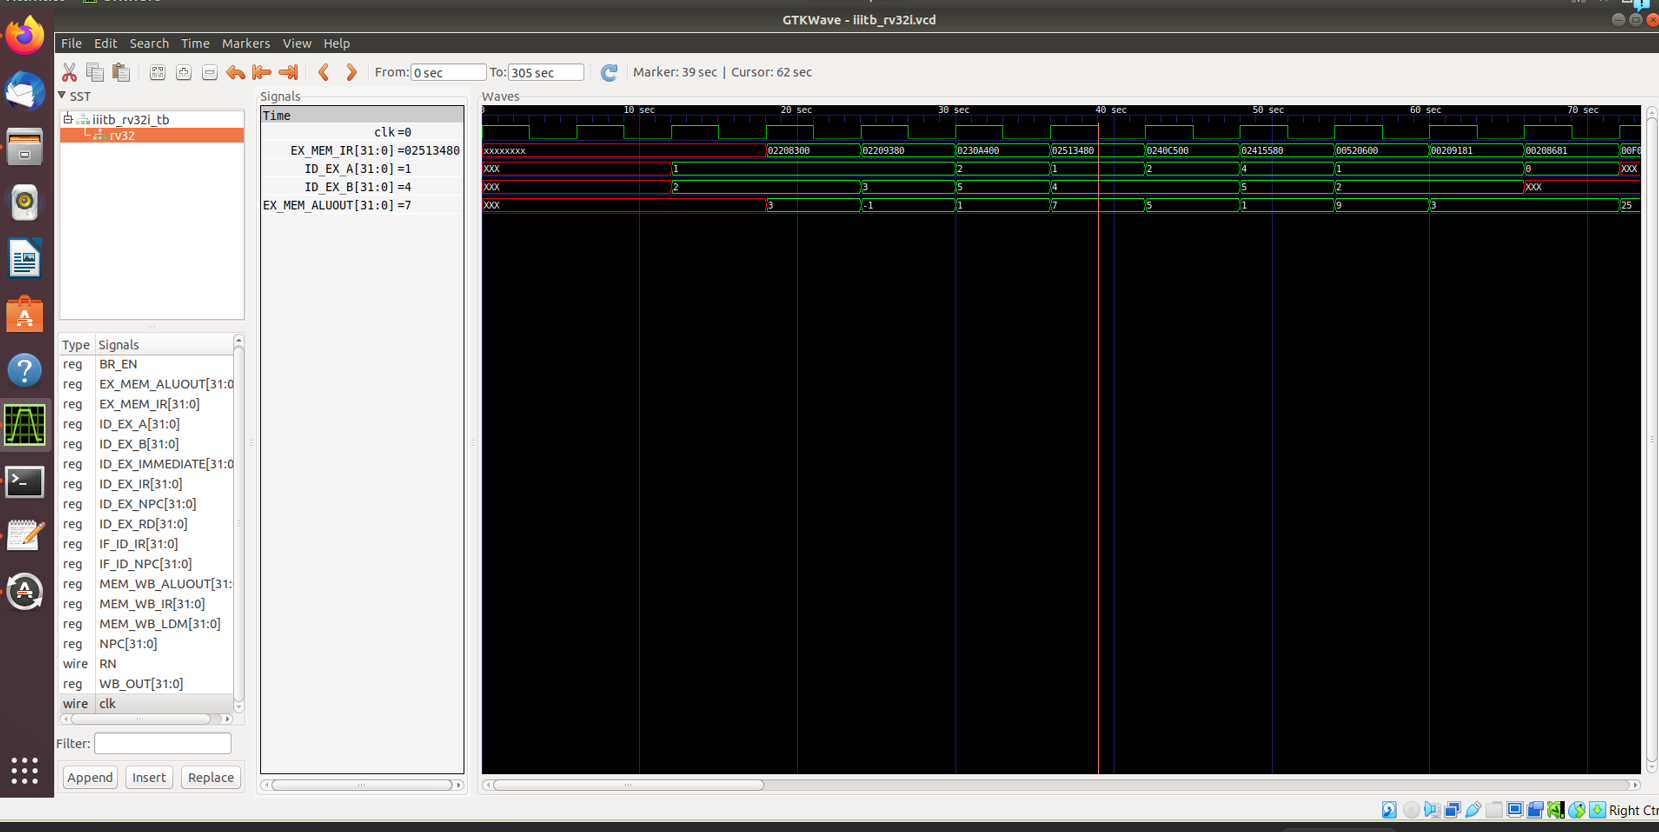 GTKWave - iiitb_rv32i.vcd
File Edit Search Time Markers View Help
From: 0 sec To: 305 sec Marker: 39 sec | Cursor: 62 sec
SST
iiitb_rv32i_tb
rv32
Type Signals
reg BR_EN
reg EX_MEM_ALUOUT[31:0
reg EX_MEM_IR[31:0]
reg ID_EX_A[31:0]
reg ID_EX_B[31:0]
reg ID_EX_IMMEDIATE[31:0
reg ID_EX_IR[31:0]
reg ID_EX_NPC[31:0]
reg ID_EX_RD[31:0]
reg IF_ID_IR[31:0]
reg IF_ID_NPC[31:0]
reg MEM_WB_ALUOUT[31:
reg MEM_WB_IR[31:0]
reg MEM_WB_LDM[31:0]
reg NPC[31:0]
wire RN
reg WB_OUT[31:0]
wire clk
Filter:
Append Insert Replace
Signals
Time
clk =0
EX_MEM_IR[31:0] =02513480
ID_EX_A[31:0] =1
ID_EX_B[31:0] =4
EX_MEM_ALUOUT[31:0] =7
Waves
0 10 sec 20 sec 30 sec 40 sec 50 sec 60 sec 70 sec
xxxxxxxx 02208300 02209380 0230A400 02513480 0240C500 02415580 00520600 00209181 00208681 00F0
XXX 1 2 1 2 4 1 0 XXX
XXX 2 3 5 4 5 2 XXX
XXX 3 -1 1 7 5 1 9 3 25
Right Ctr